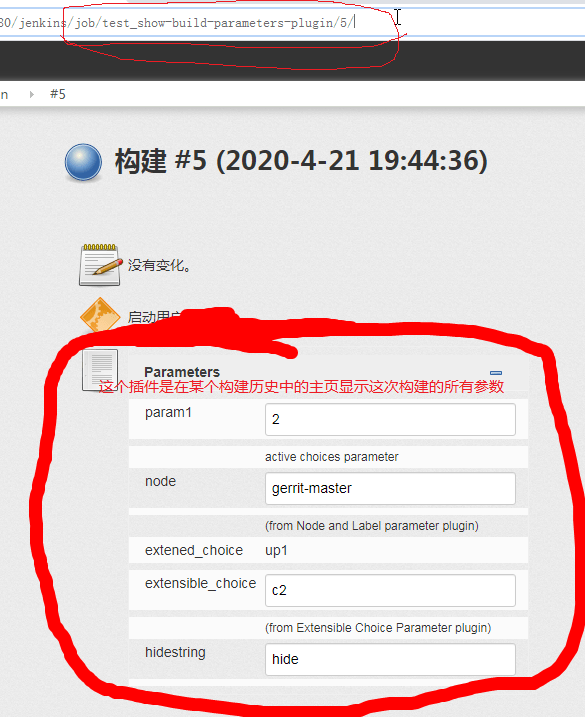 80/jenkins/job/test_show-build-parameters-plugin/5/
n #5
构建 #5 (2020-4-21 19:44:36)
没有变化。
启动用户
Parameters
这个插件是在某个构建历史中的主页显示这次构建的所有参数
param1 2
active choices parameter
node gerrit-master
(from Node and Label parameter plugin)
extened_choice up1
extensible_choice c2
(from Extensible Choice Parameter plugin)
hidestring hide